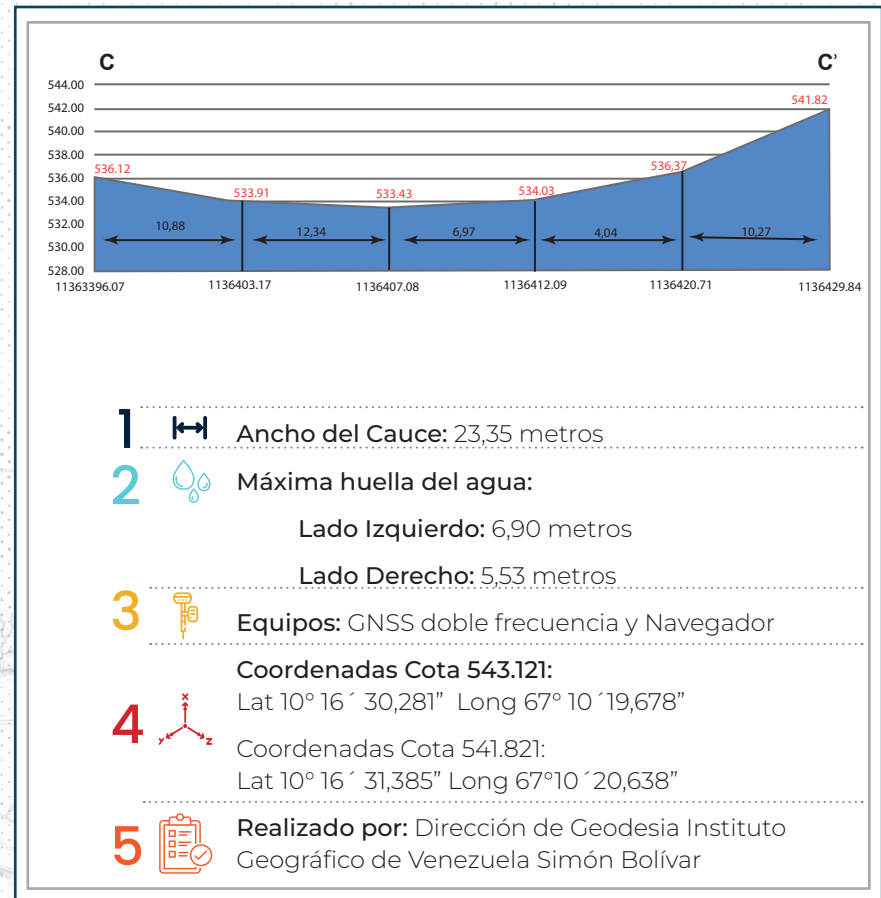 C C’
544.00
542.00
540.00
538.00
536.00
534.00
532.00
530.00
528.00
536.12
533.91
533.43
534.03
536,37
541.82
10,88
12,34
6,97
4,04
10,27
11363396.07 1136403.17 1136407.08 1136412.09 1136420.71 1136429.84
1 Ancho del Cauce: 23,35 metros
2 Máxima huella del agua:
Lado Izquierdo: 6,90 metros
Lado Derecho: 5,53 metros
3 Equipos: GNSS doble frecuencia y Navegador
4 Coordenadas Cota 543.121:
Lat 10° 16´ 30,281” Long 67° 10´19,678”
x
y z
Coordenadas Cota 541.821:
Lat 10° 16´ 31,385” Long 67°10´20,638”
5 Realizado por: Dirección de Geodesia Instituto
Geográfico de Venezuela Simón Bolívar